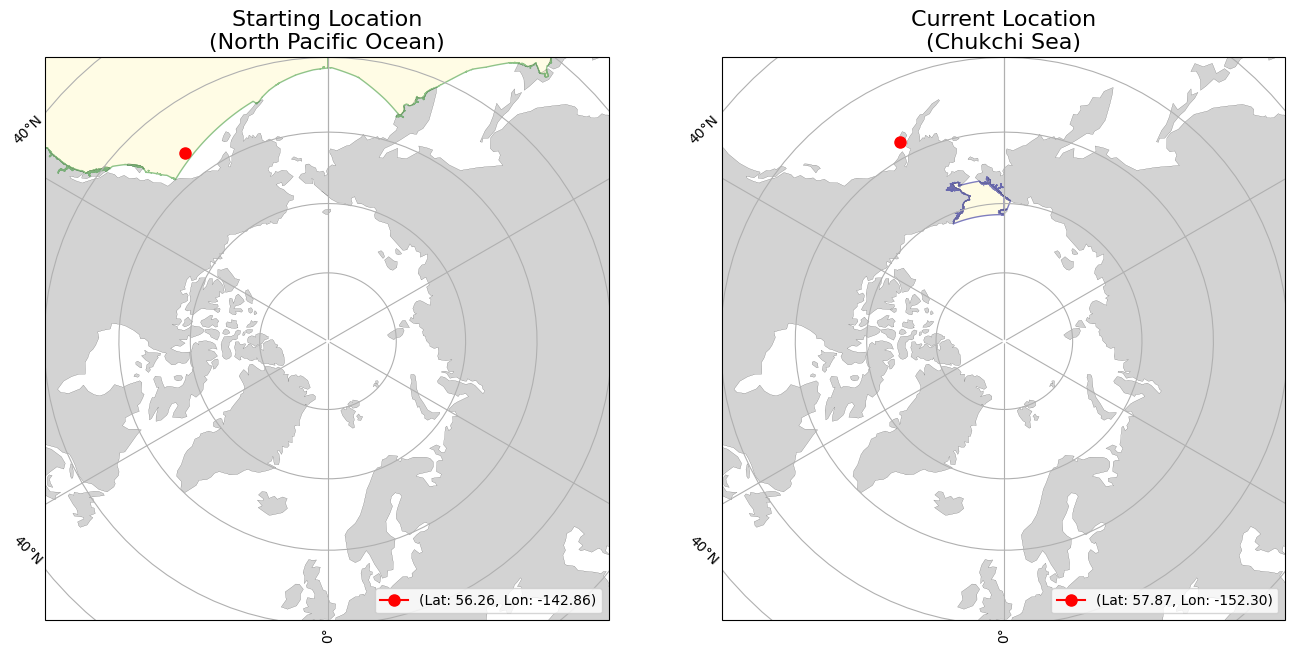 Starting Location
(North Pacific Ocean)
40°N
40°N
0°
(Lat: 56.26, Lon: -142.86)
Current Location
(Chukchi Sea)
40°N
40°N
0°
(Lat: 57.87, Lon: -152.30)